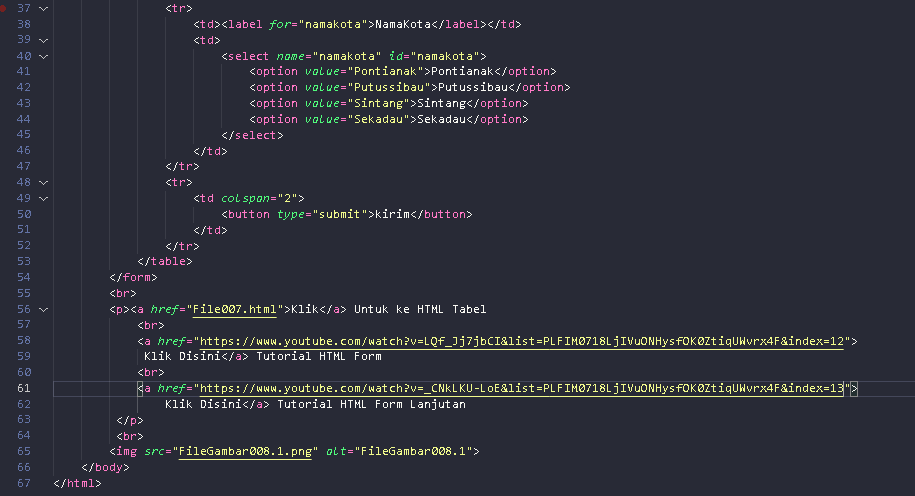 37 <tr>
38 <td><label for="namakota">NamaKota</label></td>
39 <td>
40 <select name="namakota" id="namakota">
41 <option value="Pontianak">Pontianak</option>
42 <option value="Putussibau">Putussibau</option>
43 <option value="Sintang">Sintang</option>
44 <option value="Sekadau">Sekadau</option>
45 </select>
46 </td>
47 </tr>
48 <tr>
49 <td colspan="2">
50 <button type="submit">kirim</button>
51 </td>
52 </tr>
53 </table>
54 </form>
55 <br>
56 <p><a href="File007.html">Klik</a> Untuk ke HTML Tabel
57 <br>
58 <a href="https://www.youtube.com/watch?v=LQf_Jj7jbCI&list=PLFIM0718LjIVuONHysfOK0ZtiqUWvrx4F&index=12">
59 Klik Disini</a> Tutorial HTML Form
60 <br>
61 <a href="https://www.youtube.com/watch?v=_CNkLKU-LoE&list=PLFIM0718LjIVuONHysfOK0ZtiqUWvrx4F&index=13">
62 Klik Disini</a> Tutorial HTML Form Lanjutan
63 </p>
64 <br>
65 <img src="FileGambar008.1.png" alt="FileGambar008.1">
66 </body>
67 </html>